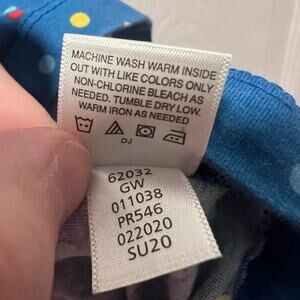 MACHINE WASH WARM INSIDE
OUT WITH LIKE COLORS ONLY
NON-CHLORINE BLEACH AS
NEEDED. TUMBLE DRY LOW.
WARM IRON AS NEEDED
DJ
62032
GW
011038
PR546
022020
SU20